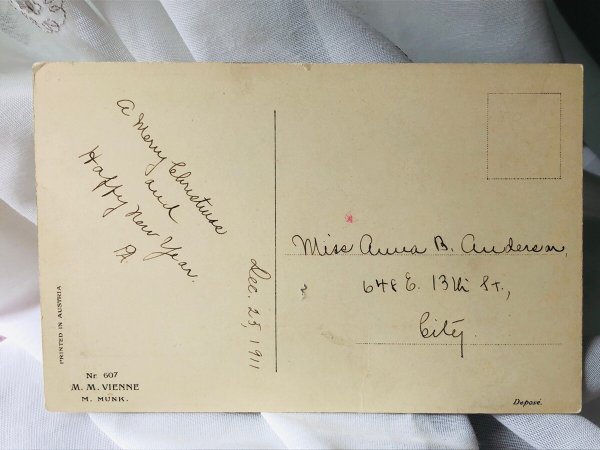 A Merry Christmas
and
Happy New Year.
Dec. 25, 1911
Miss Anna B. Anderson,
648 E. 13th St.,
City.
PRINTED IN AUSTRIA
Nr. 607
M. M. VIENNE
M. MUNK.
Deposé.